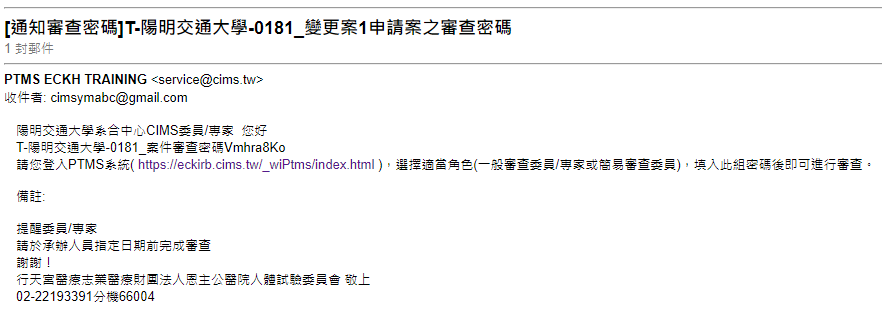 [通知審查密碼]T-陽明交通大學-0181_變更案1申請案之審查密碼
1 封郵件
PTMS ECKH TRAINING <service@cims.tw>
收件者: cimsymabc@gmail.com
陽明交通大學系合中心CIMS委員/專家 您好
T-陽明交通大學-0181_案件審查密碼Vmhra8Ko
請您登入PTMS系統( https://eckirb.cims.tw/_wiPtms/index.html )，選擇適當角色(一般審查委員/專家或簡易審查委員)，填入此組密碼後即可進行審查。
備註:
提醒委員/專家
請於承辦人員指定日期前完成審查
謝謝！
行天宮醫療志業醫療財團法人恩主公醫院人體試驗委員會 敬上
02-22193391分機66004